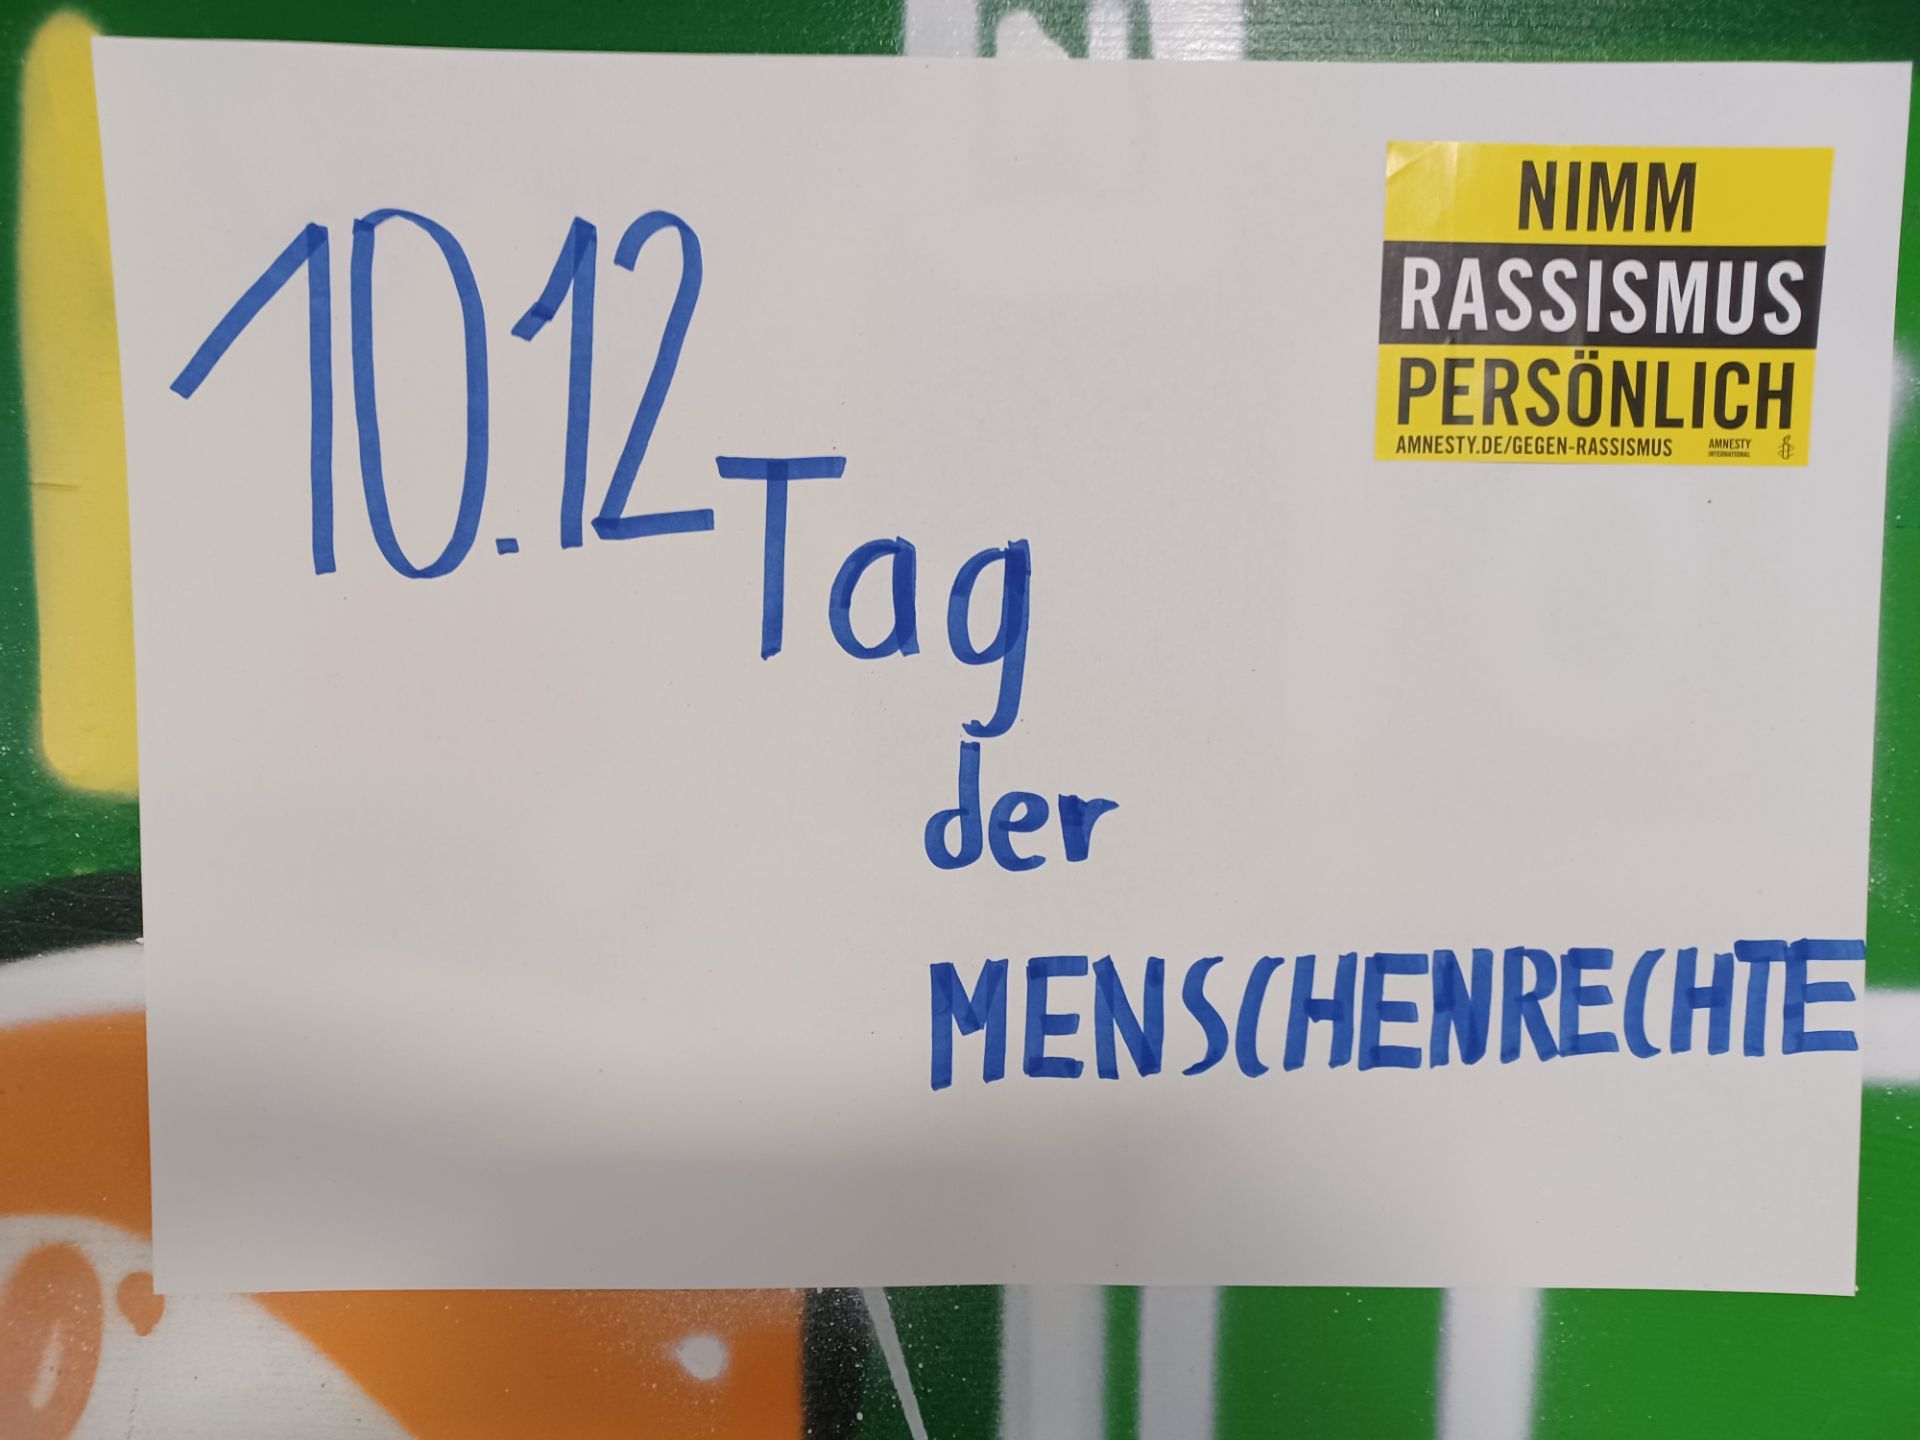 10.12
Tag
der
MENSCHENRECHTE
NIMM
RASSISMUS
PERSÖNLICH
AMNESTY.DE/GEGEN-RASSISMUS
AMNESTY
INTERNATIONAL